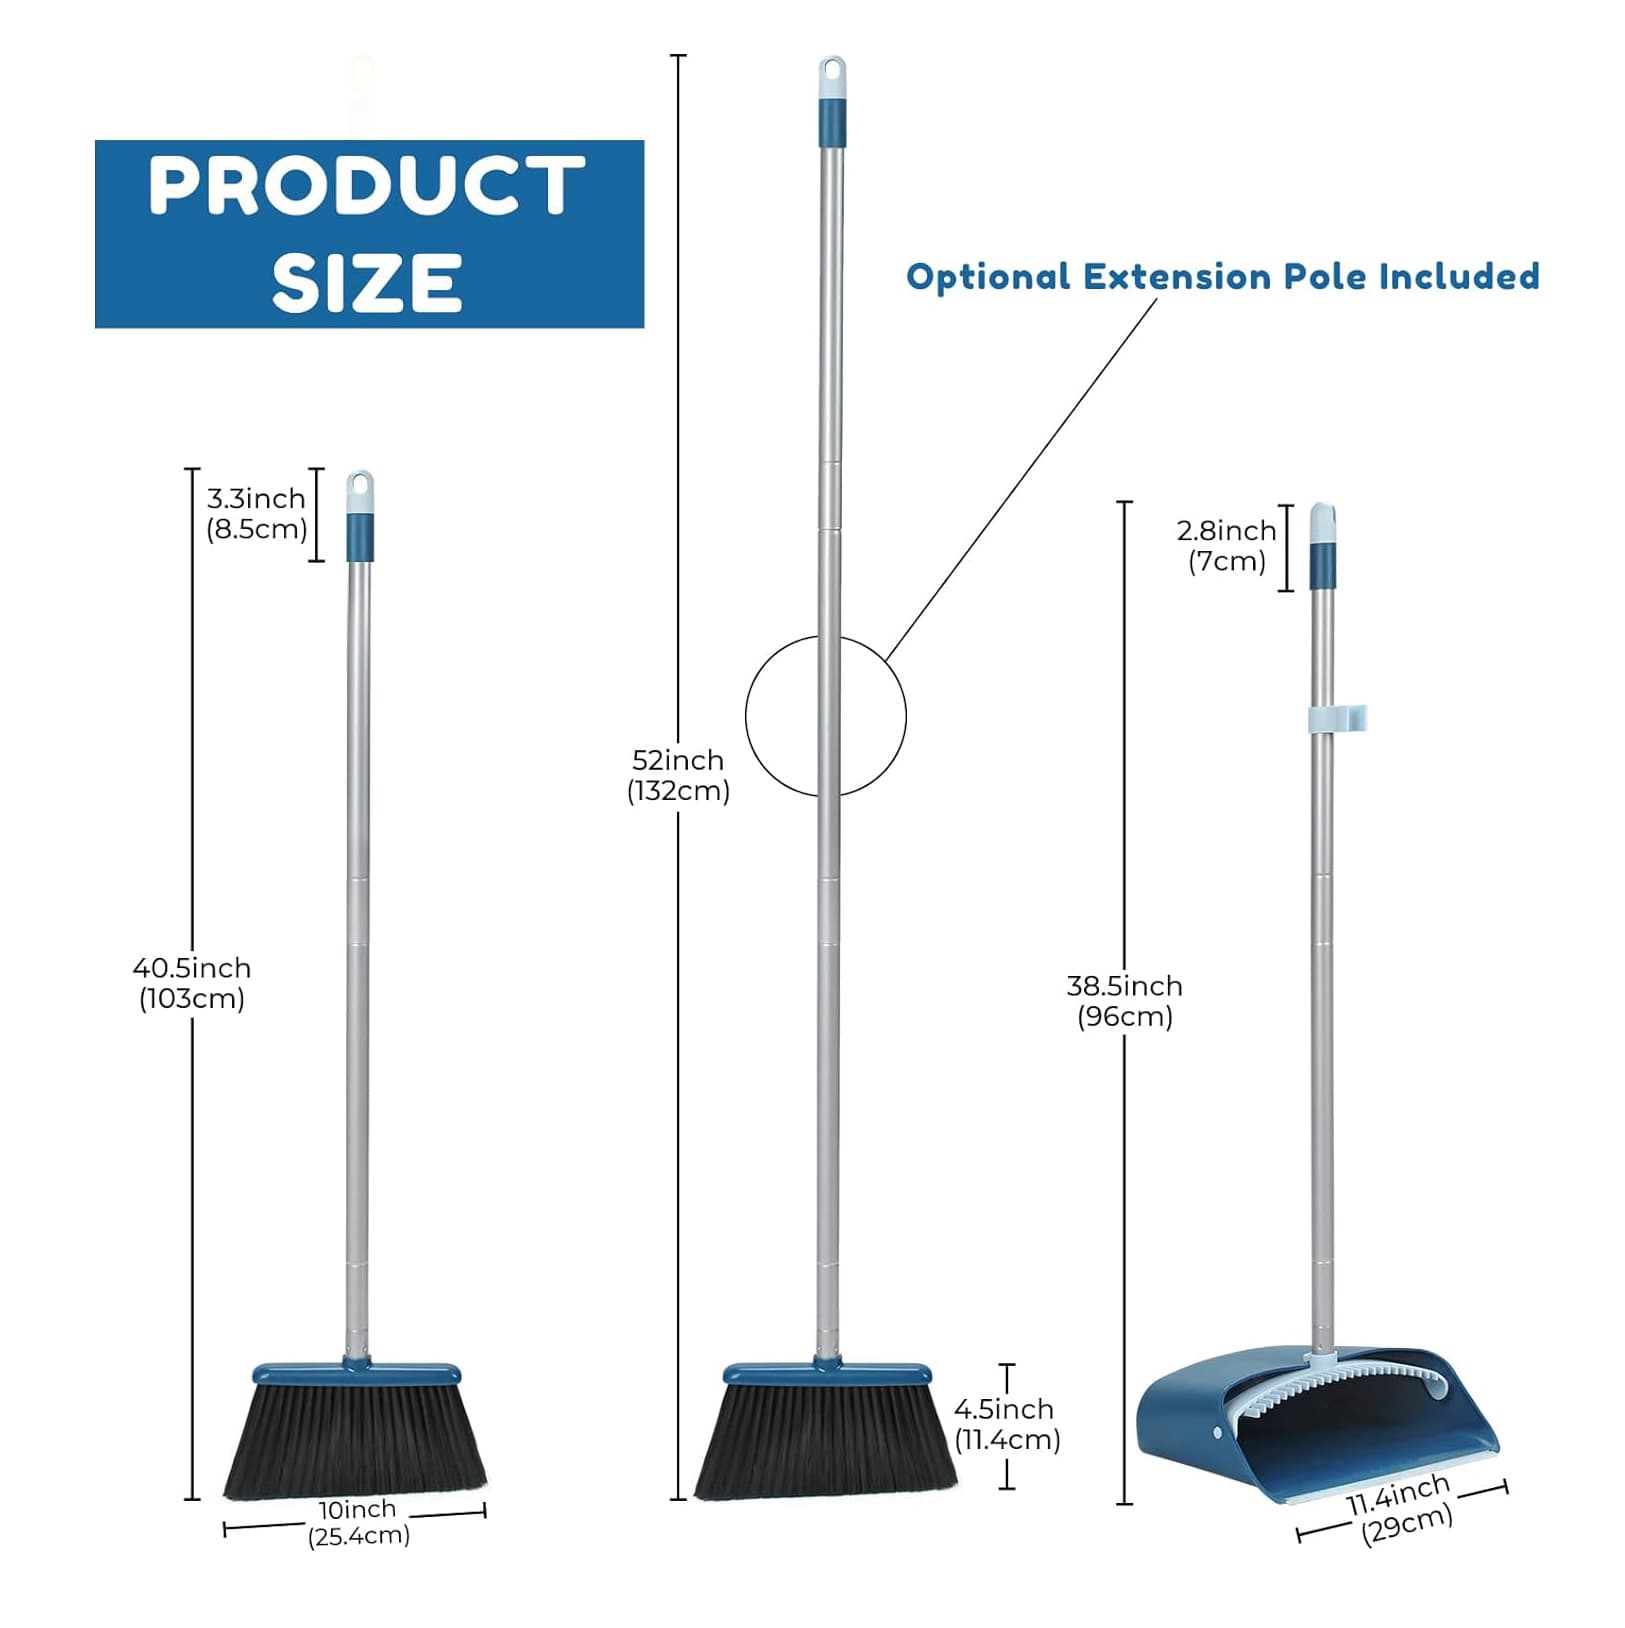 PRODUCT
SIZE
Optional Extension Pole Included
3.3inch
(8.5cm)
2.8inch
(7cm)
52inch
(132cm)
40.5inch
(103cm)
38.5inch
(96cm)
4.5inch
(11.4cm)
10inch
(25.4cm)
11.4inch
(29cm)